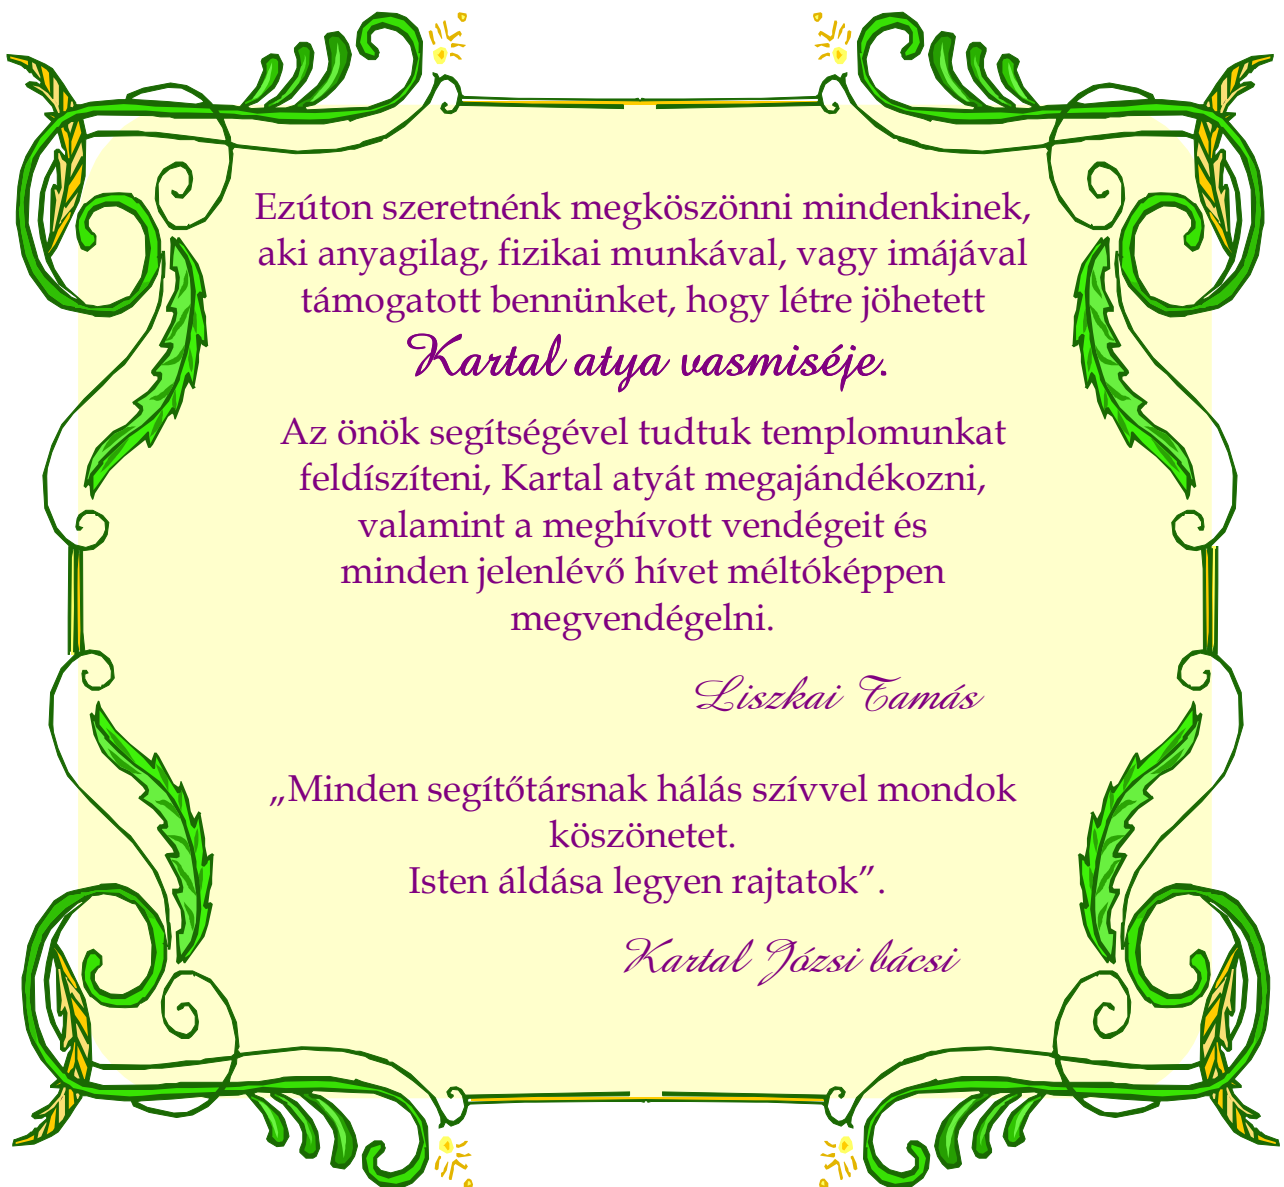 Ezúton szeretnénk megköszönni mindenkinek,
aki anyagilag, fizikai munkával, vagy imájával
támogatott bennünket, hogy létre jöhetett
Kartal atya vasmiséje.
Az önök segítségével tudtuk templomunkat
feldíszíteni, Kartal atyát megajándékozni,
valamint a meghívott vendégeit és
minden jelenlévő hívet méltóképpen
megvendégelni.
Liszkai Tamás
„Minden segítőtársnak hálás szívvel mondok
köszönetet.
Isten áldása legyen rajtatok”.
Kartal Józsi bácsi